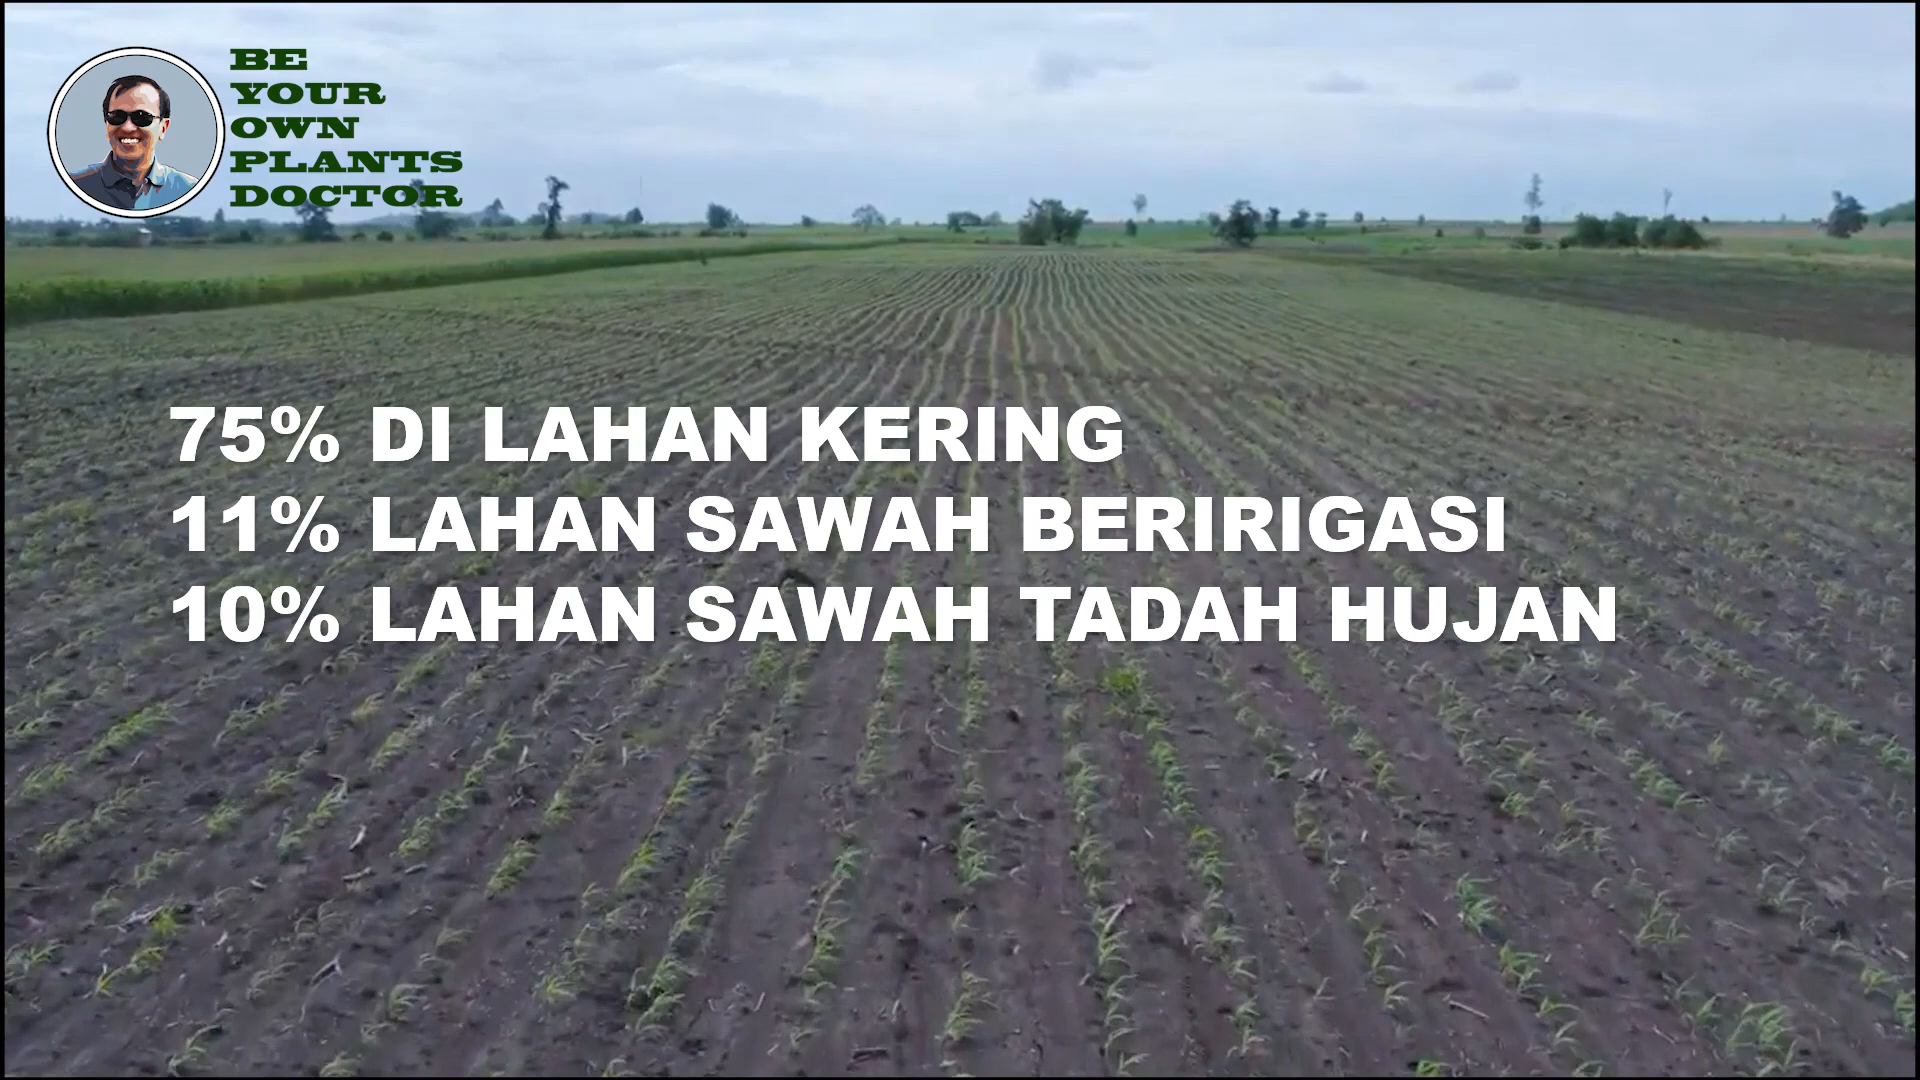 BE
YOUR
OWN
PLANTS
DOCTOR
75% DI LAHAN KERING
11% LAHAN SAWAH BERIRIGASI
10% LAHAN SAWAH TADAH HUJAN